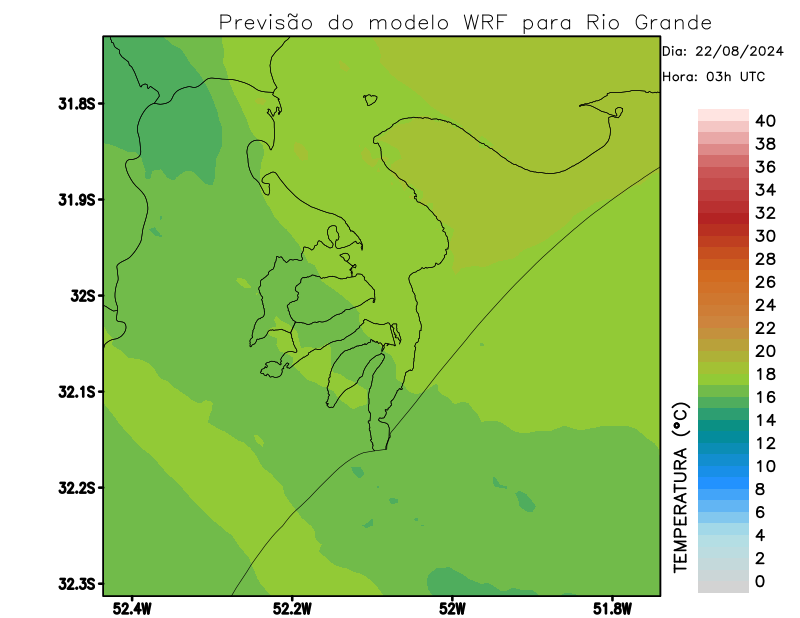 Previsão do modelo WRF para Rio Grande
Dia: 22/08/2024
Hora: 03h UTC
31.8S
31.9S
32S
32.1S
32.2S
32.3S
52.4W
52.2W
52W
51.8W
TEMPERATURA (°C)
40
38
36
34
32
30
28
26
24
22
20
18
16
14
12
10
8
6
4
2
0